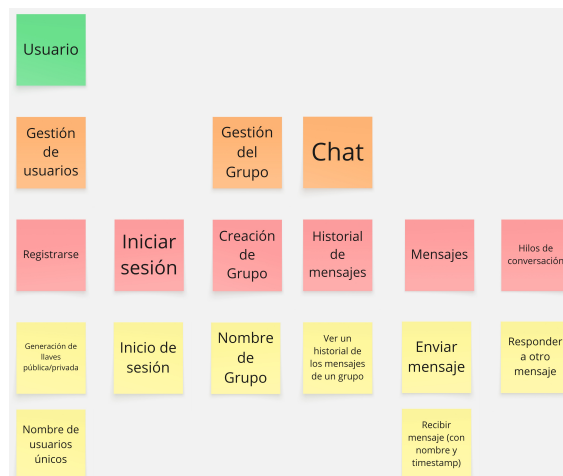 Usuario
Gestión
de
usuarios
Gestión
del
Grupo
Chat
Registrarse
Iniciar
sesión
Creación
de
Grupo
Historial
de
mensajes
Mensajes
Hilos de
conversación
Generación de
llaves
pública/privada
Inicio de
sesión
Nombre
de
Grupo
Ver un
historial de
los mensajes
de un grupo
Enviar
mensaje
Responder
a otro
mensaje
Nombre de
usuarios
únicos
Recibir
mensaje (con
nombre y
timestamp)